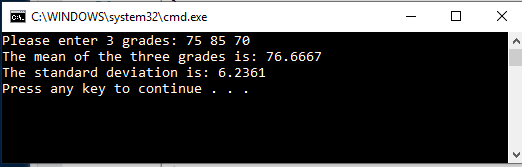 C:\WINDOWS\system32\cmd.exe
Please enter 3 grades: 75 85 70
The mean of the three grades is: 76.6667
The standard deviation is: 6.2361
Press any key to continue . . .